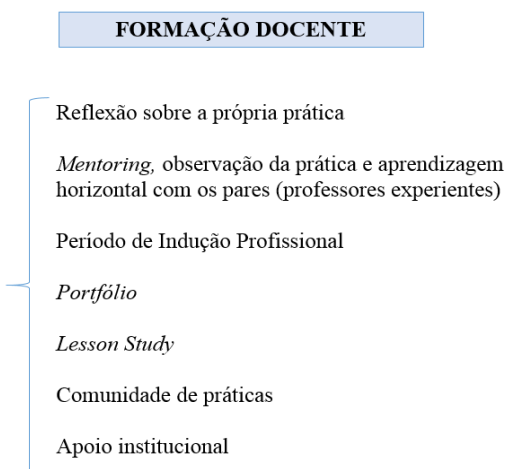 FORMAÇÃO DOCENTE
Reflexão sobre a própria prática
Mentoring, observação da prática e aprendizagem
horizontal com os pares (professores experientes)
Período de Indução Profissional
Portfólio
Lesson Study
Comunidade de práticas
Apoio institucional